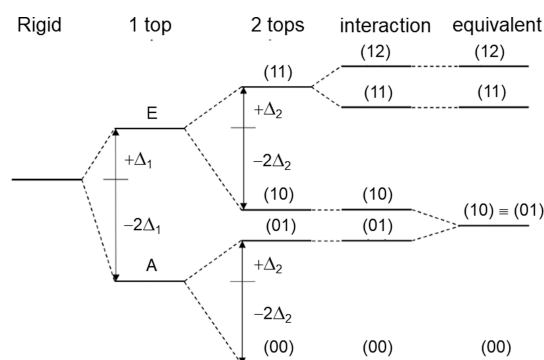 Rigid 1 top 2 tops interaction equivalent
(12) (12)
(11) (11) (11)
E
+Δ2
+Δ1
−2Δ2
(10) (10) (10) ≡ (01)
−2Δ1 (01) (01)
A +Δ2
−2Δ2
(00) (00) (00)